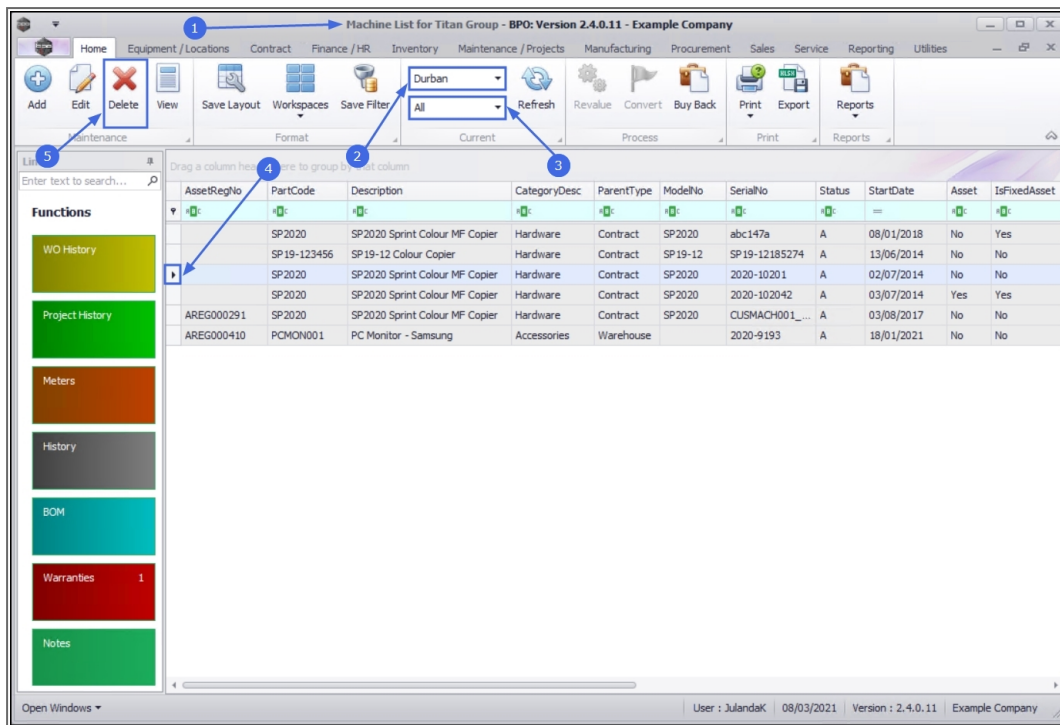 1
Machine List for Titan Group - BPO: Version 2.4.0.11 - Example Company
Home Equipment / Locations Contract Finance / HR Inventory Maintenance / Projects Manufacturing Procurement Sales Service Reporting Utilities
Add Edit Delete View Save Layout Workspaces Save Filter Durban All Refresh Revalue Convert Buy Back Print Export Reports
Maintenance Format Current Process Print Reports
5 2 4 3
Drag a column header here to group by that column
Enter text to search...
AssetRegNo PartCode Description CategoryDesc ParentType ModelNo SerialNo Status StartDate Asset IsFixedAsset
=
SP2020 SP2020 Sprint Colour MF Copier Hardware Contract SP2020 abc147a A 08/01/2018 No Yes
SP19-123456 SP19-12 Colour Copier Hardware Contract SP19-12 SP19-12185274 A 13/06/2014 No No
SP2020 SP2020 Sprint Colour MF Copier Hardware Contract SP2020 2020-10201 A 02/07/2014 No No
SP2020 SP2020 Sprint Colour MF Copier Hardware Contract SP2020 2020-102042 A 03/07/2014 Yes Yes
AREG000291 SP2020 SP2020 Sprint Colour MF Copier Hardware Contract SP2020 CUSMACH001_... A 03/08/2017 No No
AREG000410 PCMON001 PC Monitor - Samsung Accessories Warehouse 2020-9193 A 18/01/2021 No No
Functions
WO History
Project History
Meters
History
BOM
Warranties 1
Notes
Open Windows User : JulandaK 08/03/2021 Version : 2.4.0.11 Example Company